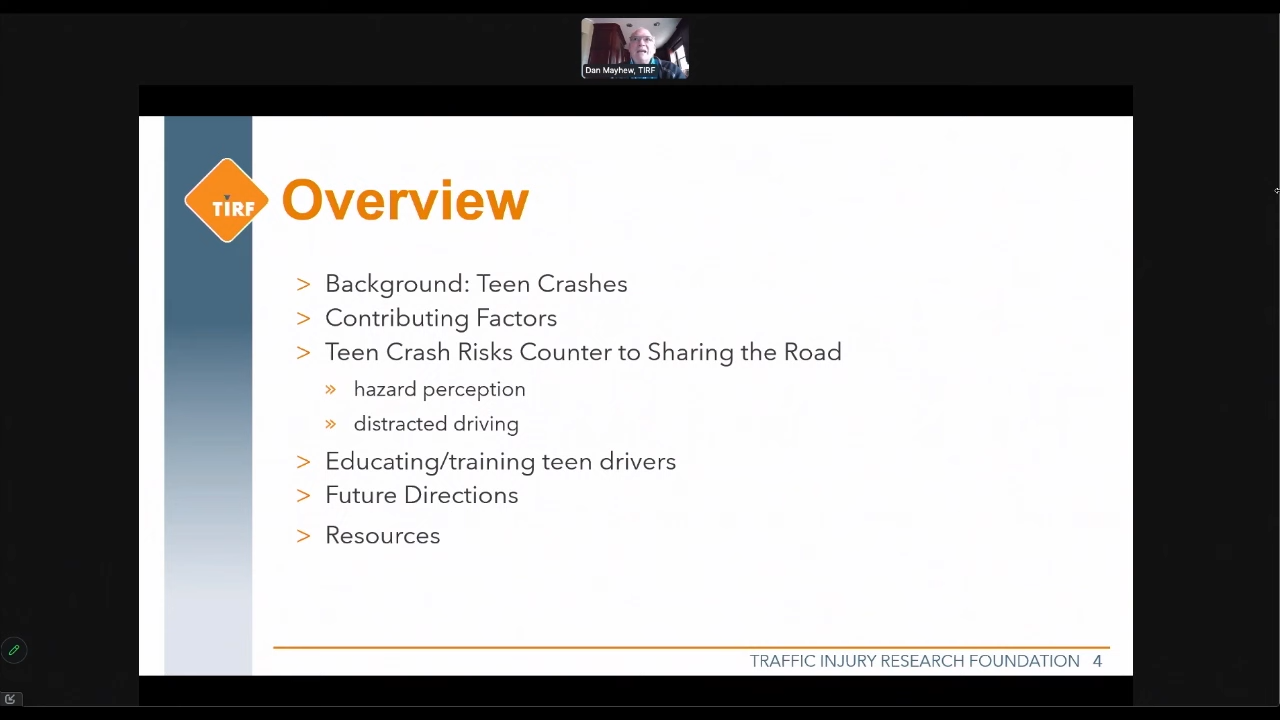 Dan Mayhew, TIRF
TIRF
Overview
> Background: Teen Crashes
> Contributing Factors
> Teen Crash Risks Counter to Sharing the Road
» hazard perception
» distracted driving
> Educating/training teen drivers
> Future Directions
> Resources
TRAFFIC INJURY RESEARCH FOUNDATION 4